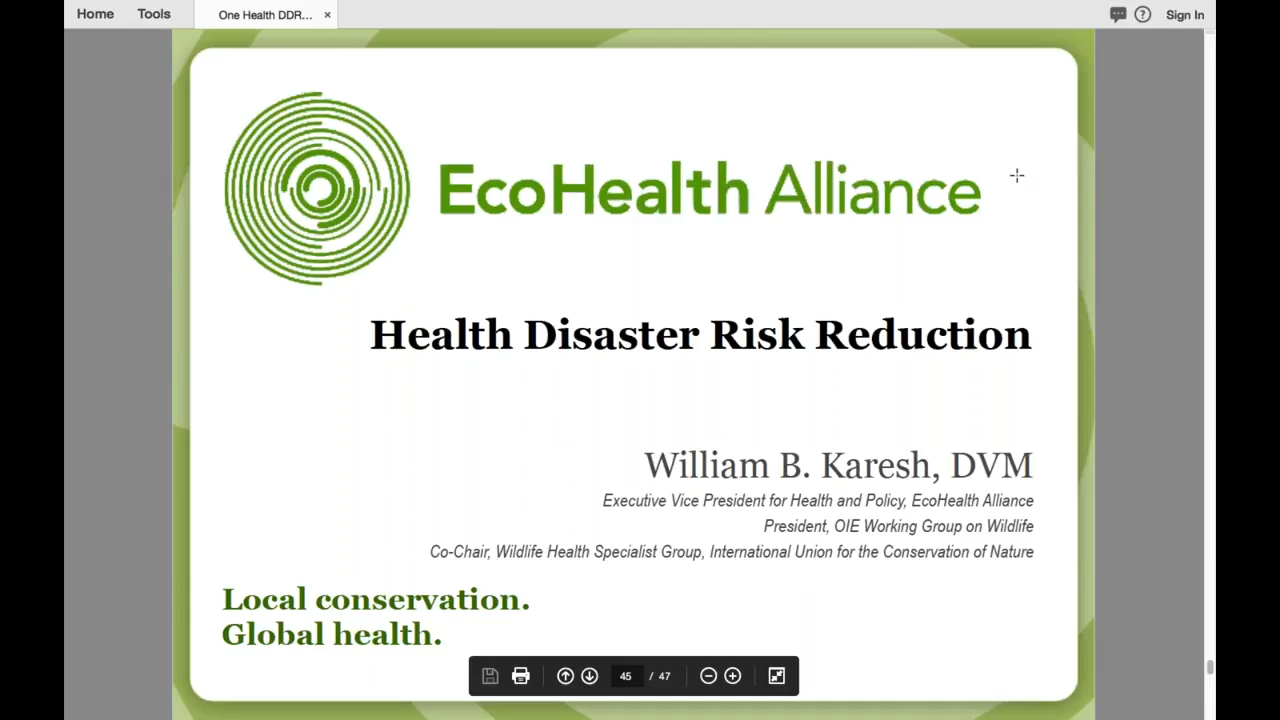 Home Tools One Health DDR... × ? Sign In
EcoHealth Alliance
Health Disaster Risk Reduction
William B. Karesh, DVM
Executive Vice President for Health and Policy, EcoHealth Alliance
President, OIE Working Group on Wildlife
Co-Chair, Wildlife Health Specialist Group, International Union for the Conservation of Nature
Local conservation.
Global health.
45 / 47